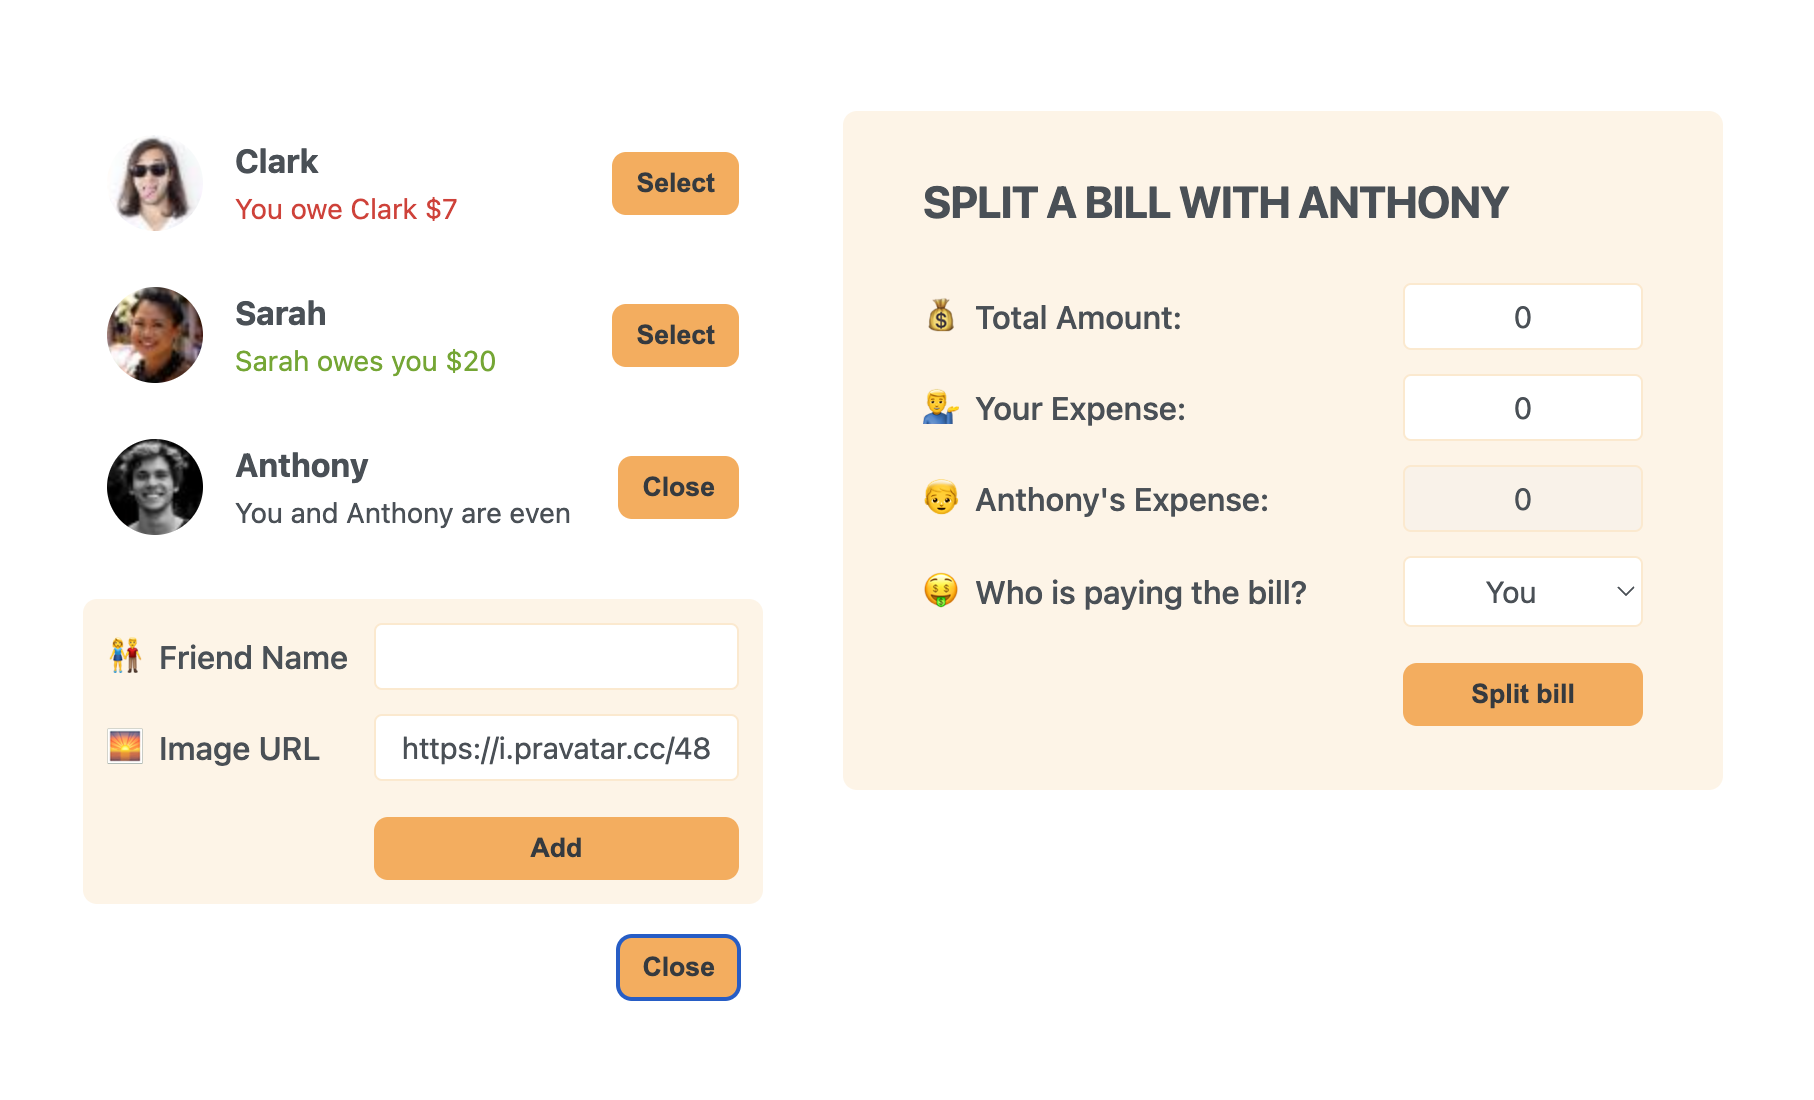 Clark
You owe Clark $7
Select
Sarah
Sarah owes you $20
Select
Anthony
You and Anthony are even
Close
Friend Name
Image URL
https://i.pravatar.cc/48
Add
Close
SPLIT A BILL WITH ANTHONY
Total Amount:
0
Your Expense:
0
Anthony's Expense:
0
Who is paying the bill?
You
Split bill